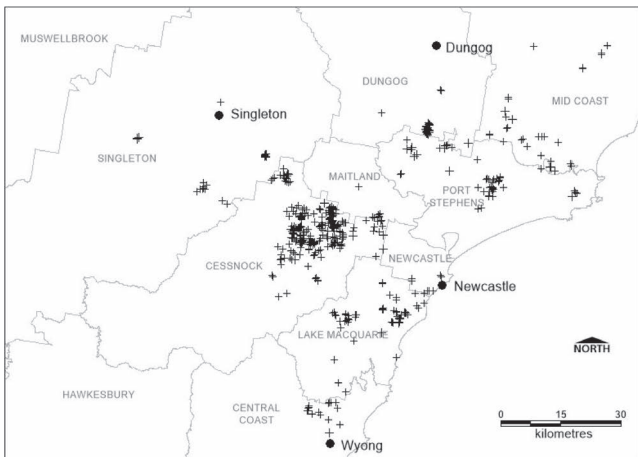 MUSWELLBROOK
Dungog
DUNGOG
MID COAST
Singleton
SINGLETON
MAITLAND
PORT
STEPHENS
CESSNOCK
NEWCASTLE
Newcastle
LAKE MACQUARIE
NORTH
HAWKESBURY
CENTRAL
COAST
0 15 30
kilometres
Wyong